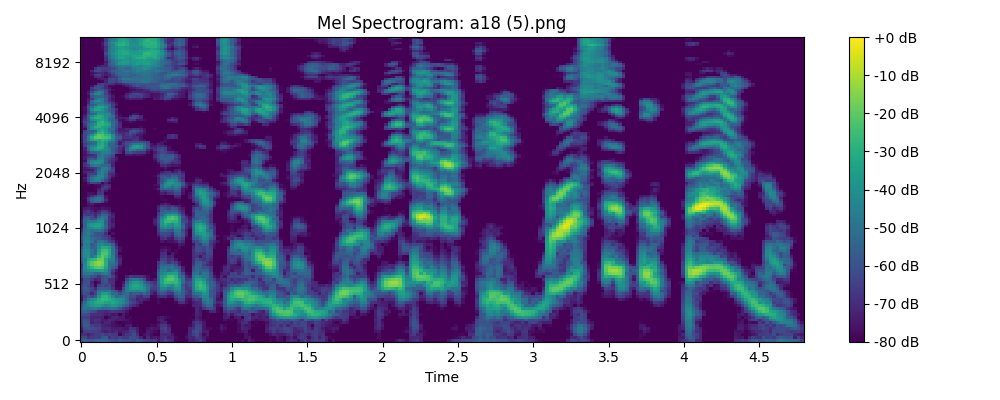 Mel Spectrogram: a18 (5).png
Hz
8192
4096
2048
1024
512
0
0 0.5 1 1.5 2 2.5 3 3.5 4 4.5
Time
+0 dB
-10 dB
-20 dB
-30 dB
-40 dB
-50 dB
-60 dB
-70 dB
-80 dB